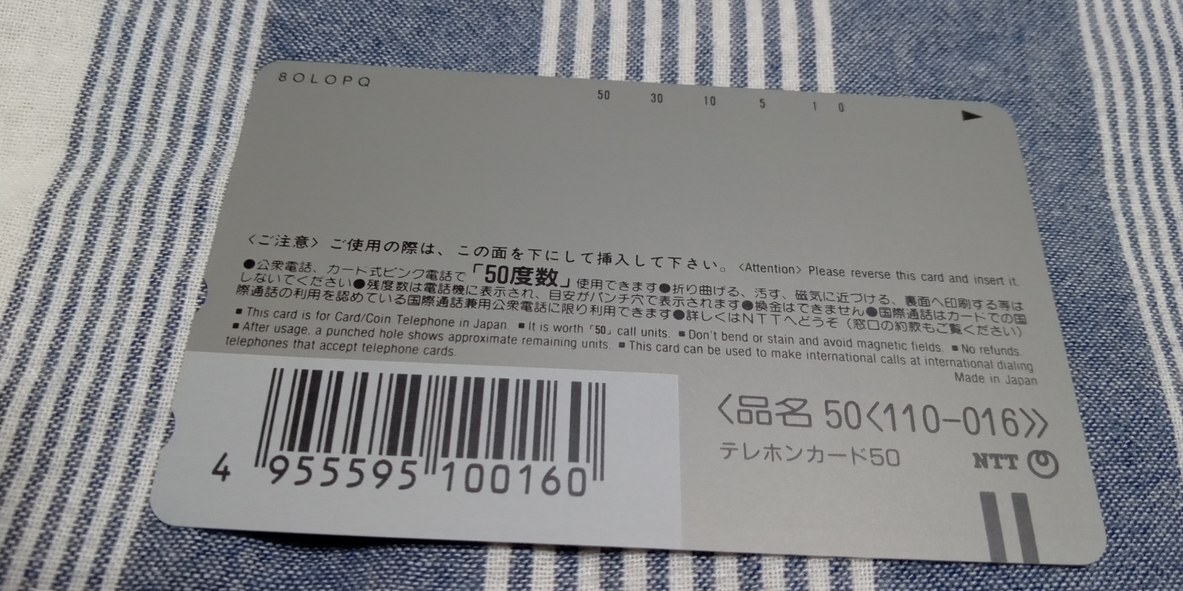 8OLOPQ
50 30 10 5 1 0
〈ご注意〉ご使用の際は、この面を下にして挿入して下さい。〈Attention〉Please reverse this card and insert it.
●公衆電話、カード式ピンク電話で「50度数」使用できます●折り曲げる、汚す、磁気に近づける、裏面へ印刷する等は
しないでください●残度数は電話機に表示され、目安がパンチ穴で表示されます●換金はできません●国際通話はカードでの国
際通話の利用を認めている国際通話兼用公衆電話に限り利用できます●詳しくはNTTへどうぞ（窓口の約款もご覧ください）
■This card is for Card/Coin Telephone in Japan. ■It is worth「50」call units. ■Don't bend or stain and avoid magnetic fields. ■No refunds.
■After usage, a punched hole shows approximate remaining units. ■This card can be used to make international calls at international dialing
telephones that accept telephone cards.
Made in Japan
〈品名 50〈110-016〉〉
テレホンカード50
NTT
4 955595 100160